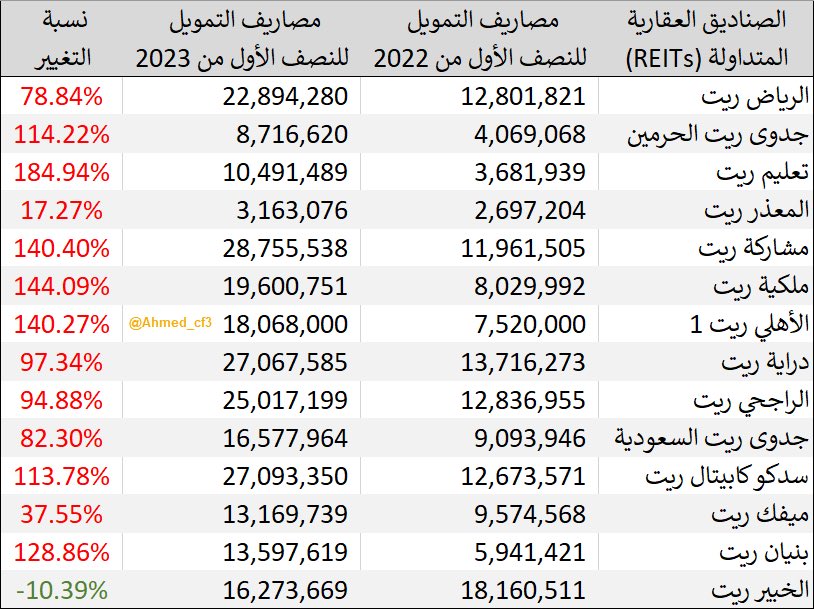 الصناديق العقارية المتداولة (REITs) مصاريف التمويل للنصف الأول من 2022 مصاريف التمويل للنصف الأول من 2023 نسبة التغيير
الرياض ريت 12,801,821 22,894,280 78.84%
جدوى ريت الحرمين 4,069,068 8,716,620 114.22%
تعليم ريت 3,681,939 10,491,489 184.94%
المعذر ريت 2,697,204 3,163,076 17.27%
مشاركة ريت 11,961,505 28,755,538 140.40%
ملكية ريت 8,029,992 19,600,751 144.09%
الأهلي ريت 1 7,520,000 18,068,000 @Ahmed_cf3 140.27%
دراية ريت 13,716,273 27,067,585 97.34%
الراجحي ريت 12,836,955 25,017,199 94.88%
جدوى ريت السعودية 9,093,946 16,577,964 82.30%
سدكو كابيتال ريت 12,673,571 27,093,350 113.78%
ميفك ريت 9,574,568 13,169,739 37.55%
بنيان ريت 5,941,421 13,597,619 128.86%
الخبير ريت 18,160,511 16,273,669 -10.39%